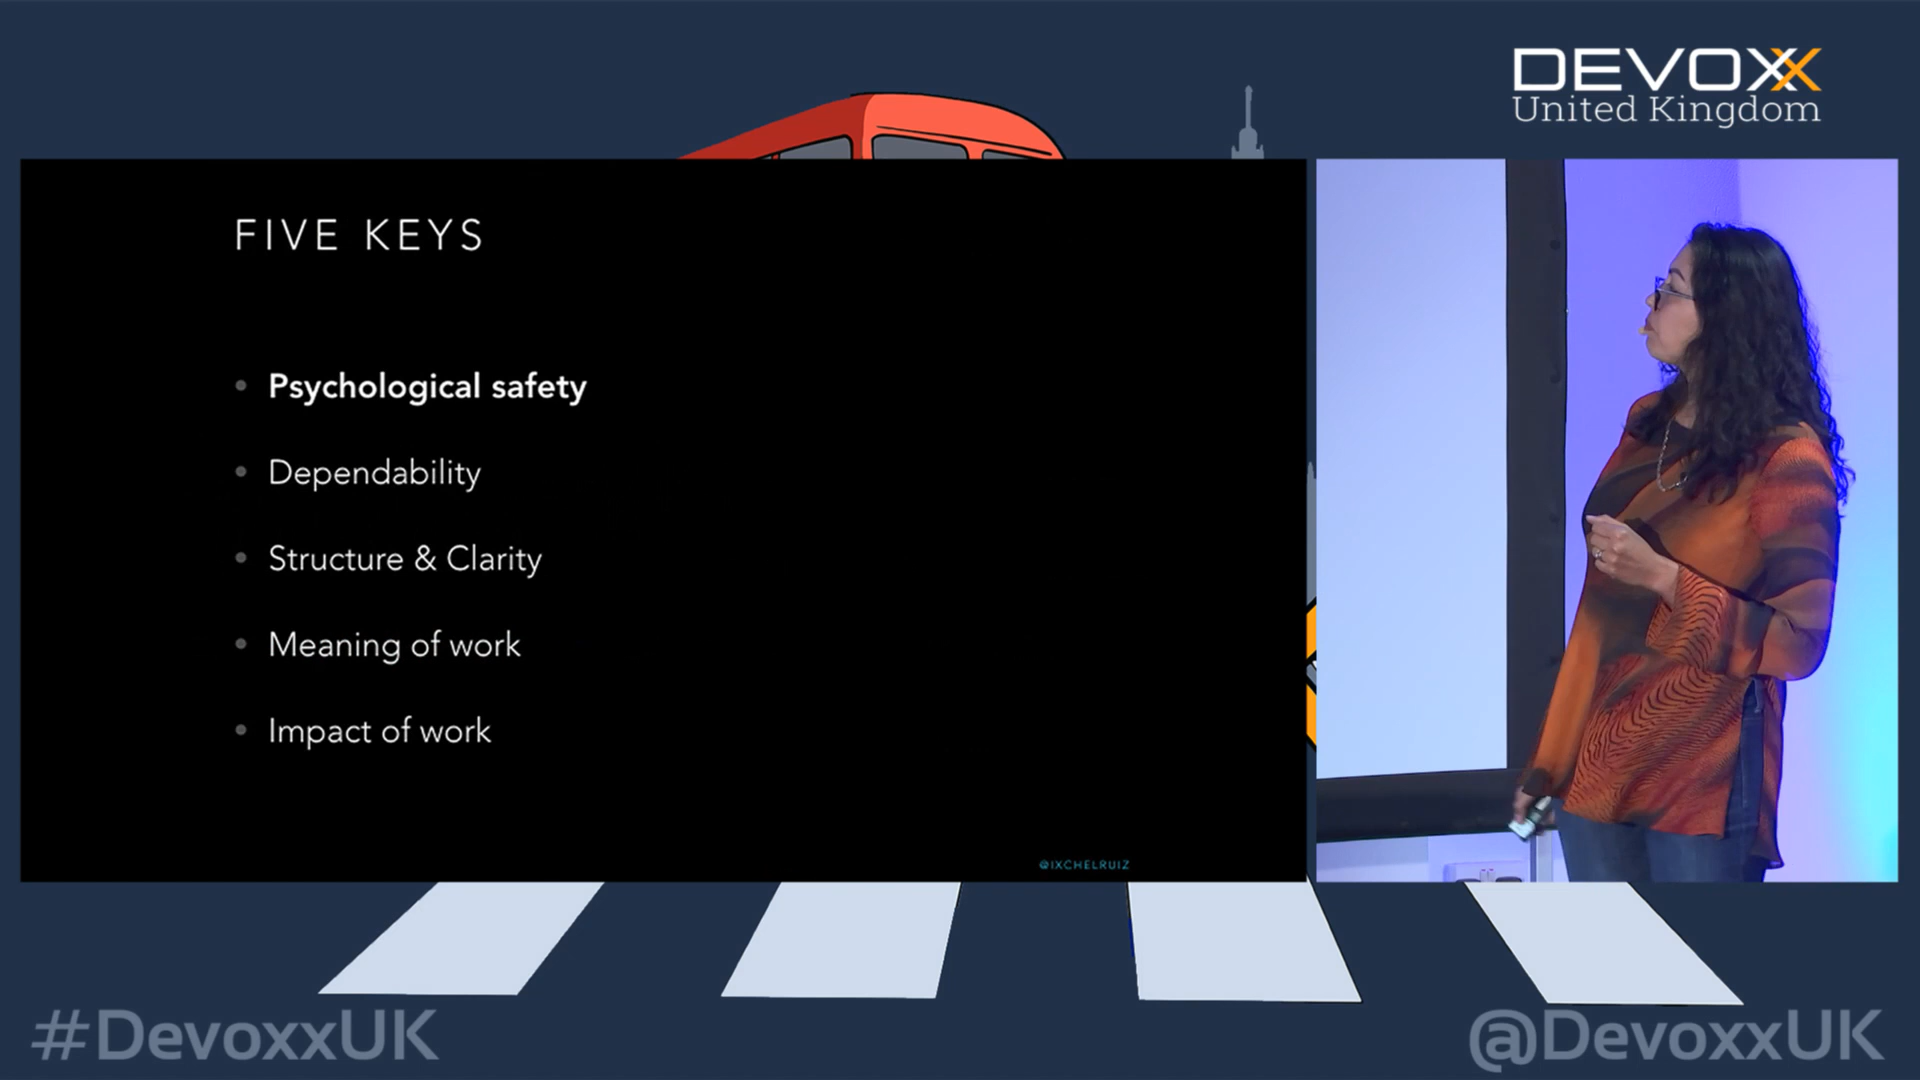 DEVOXX
United Kingdom
FIVE KEYS
• Psychological safety
• Dependability
• Structure & Clarity
• Meaning of work
• Impact of work
@IXCHELRUIZ
#DevoxxUK
@DevoxxUK